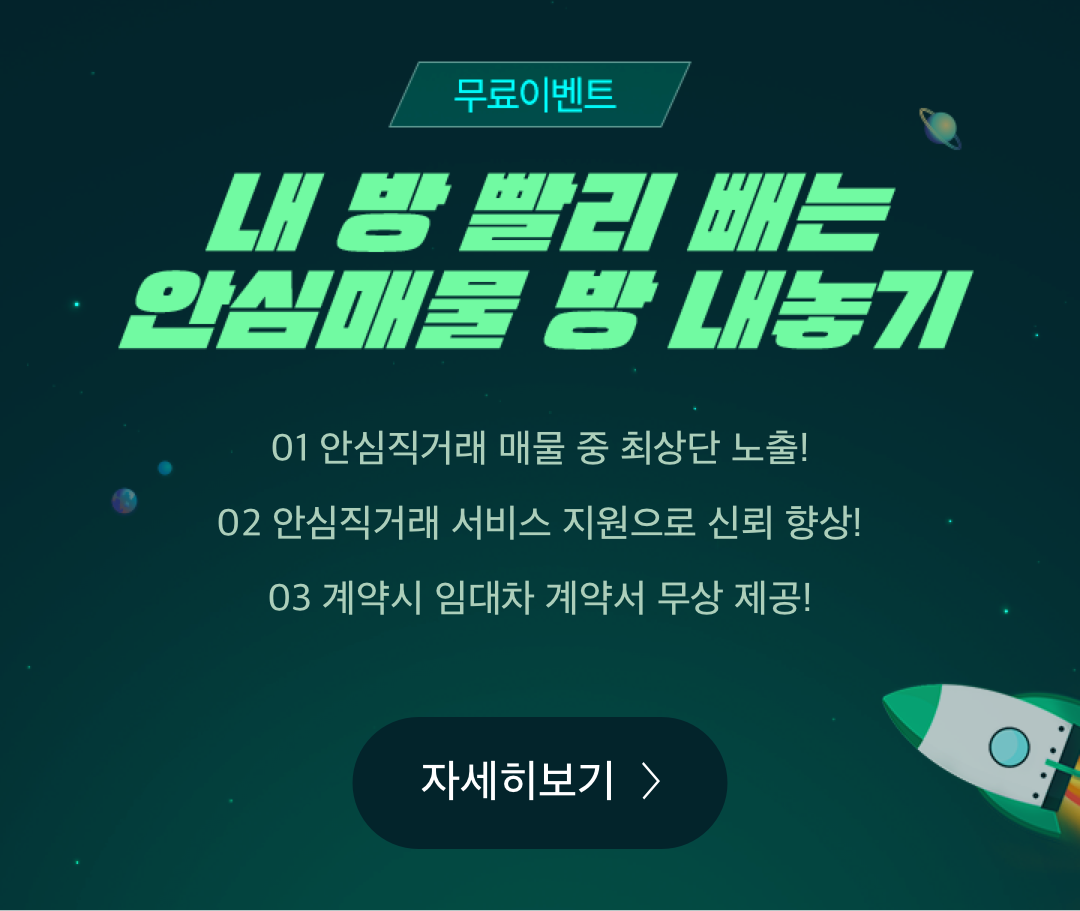 무료이벤트
내 방 빨리 빼는
안심매물 방 내놓기
01 안심직거래 매물 중 최상단 노출!
02 안심직거래 서비스 지원으로 신뢰 향상!
03 계약시 임대차 계약서 무상 제공!
자세히보기